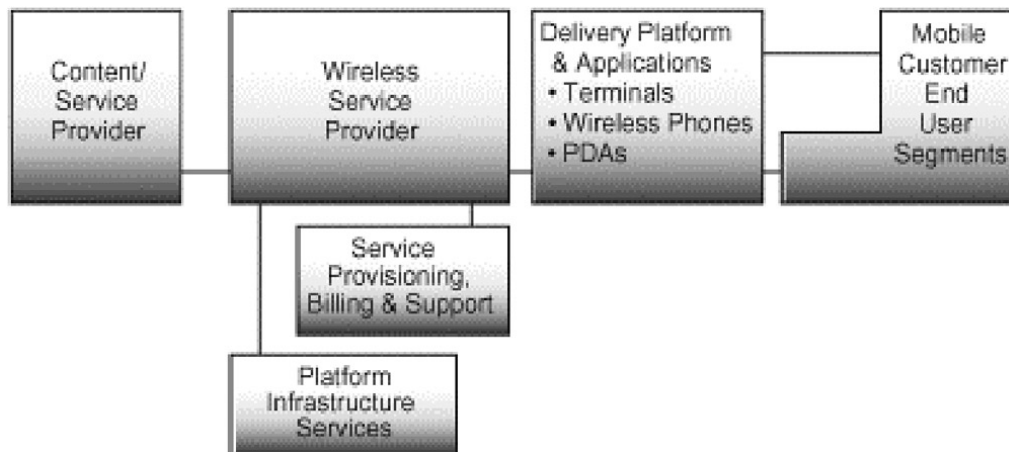 Content/
Service
Provider
Wireless
Service
Provider
Delivery Platform
& Applications
• Terminals
• Wireless Phones
• PDAs
Mobile
Customer
End
User
Segments
Service
Provisioning,
Billing & Support
Platform
Infrastructure
Services